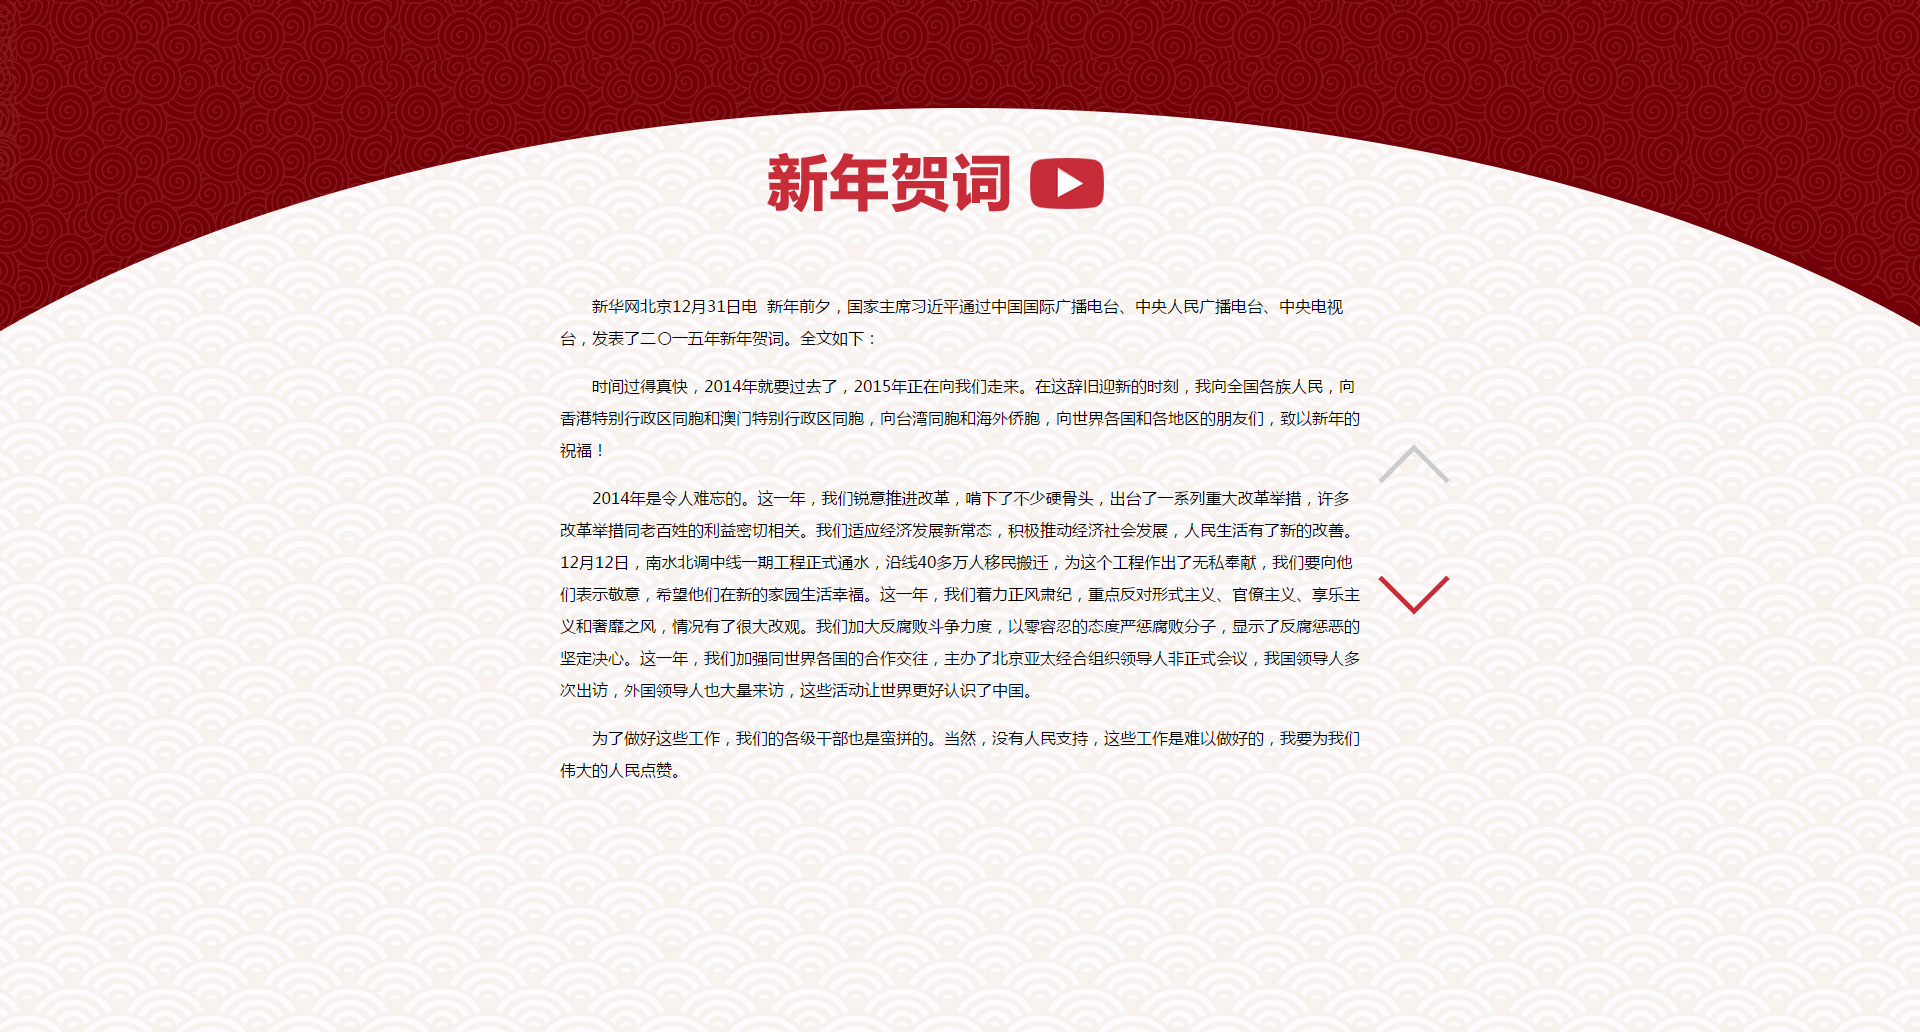 新年贺词
新华网北京12月31日电  新年前夕，国家主席习近平通过中国国际广播电台、中央人民广播电台、中央电视
台，发表了二〇一五年新年贺词。全文如下：
时间过得真快，2014年就要过去了，2015年正在向我们走来。在这辞旧迎新的时刻，我向全国各族人民，向
香港特别行政区同胞和澳门特别行政区同胞，向台湾同胞和海外侨胞，向世界各国和各地区的朋友们，致以新年的
祝福！
2014年是令人难忘的。这一年，我们锐意推进改革，啃下了不少硬骨头，出台了一系列重大改革举措，许多
改革举措同老百姓的利益密切相关。我们适应经济发展新常态，积极推动经济社会发展，人民生活有了新的改善。
12月12日，南水北调中线一期工程正式通水，沿线40多万人移民搬迁，为这个工程作出了无私奉献，我们要向他
们表示敬意，希望他们在新的家园生活幸福。这一年，我们着力正风肃纪，重点反对形式主义、官僚主义、享乐主
义和奢靡之风，情况有了很大改观。我们加大反腐败斗争力度，以零容忍的态度严惩腐败分子，显示了反腐惩恶的
坚定决心。这一年，我们加强同世界各国的合作交往，主办了北京亚太经合组织领导人非正式会议，我国领导人多
次出访，外国领导人也大量来访，这些活动让世界更好认识了中国。
为了做好这些工作，我们的各级干部也是蛮拼的。当然，没有人民支持，这些工作是难以做好的，我要为我们
伟大的人民点赞。